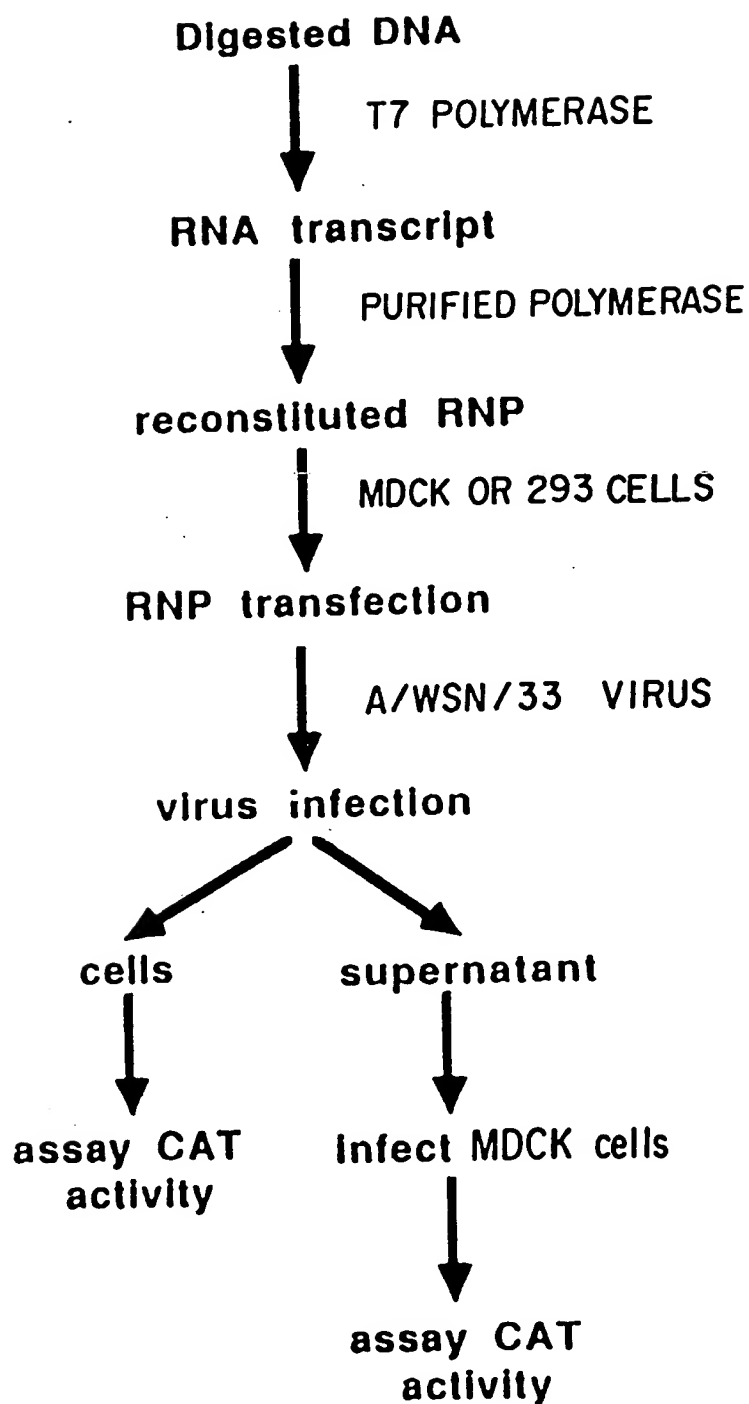 Digested DNA
T7 POLYMERASE
RNA transcript
PURIFIED POLYMERASE
reconstituted RNP
MDCK OR 293 CELLS
RNP transfection
A/WSN/33 VIRUS
virus infection
cells
supernatant
assay CAT
activity
infect MDCK cells
assay CAT
activity